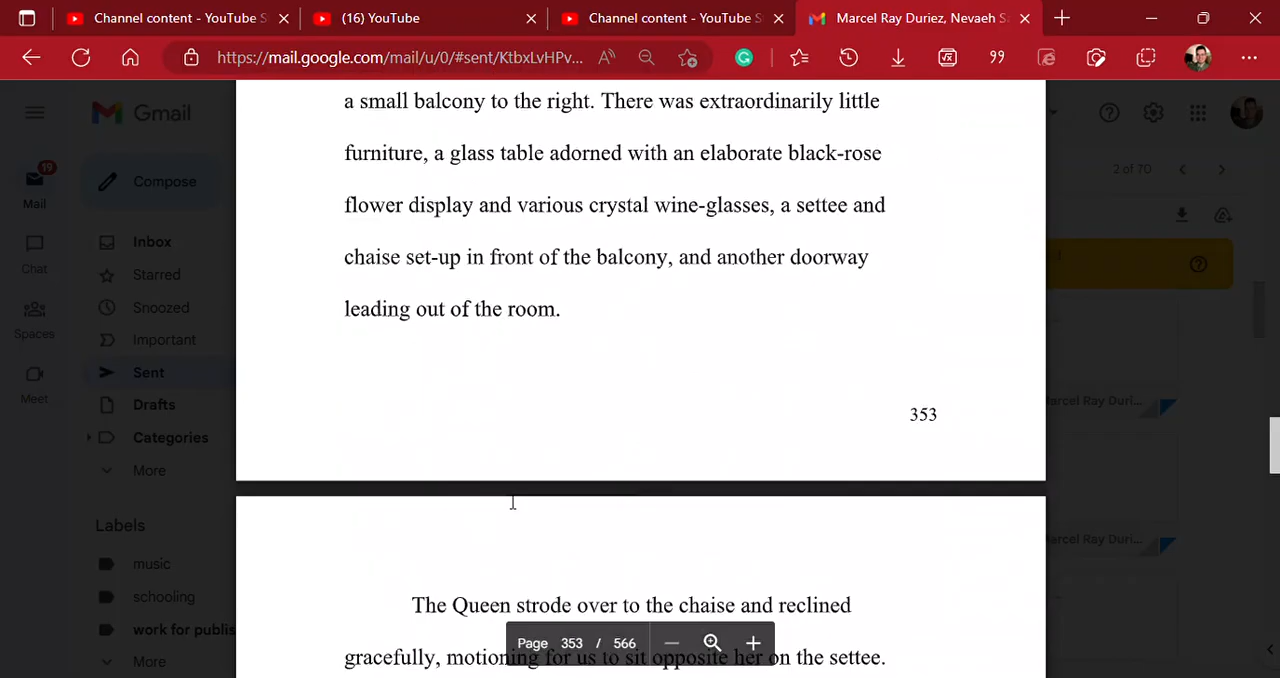 Channel content - YouTube S
(16) YouTube
Channel content - YouTube S
Marcel Ray Duriez, Nevaeh S
https://mail.google.com/mail/u/0/#sent/KtbxLvHPv...
Gmail
2 of 70
19
Mail
Chat
Spaces
Meet
Compose
Inbox
Starred
Snoozed
Important
Sent
Drafts
Categories
More
Labels
music
schooling
work for publis
More
a small balcony to the right. There was extraordinarily little
furniture, a glass table adorned with an elaborate black-rose
flower display and various crystal wine-glasses, a settee and
chaise set-up in front of the balcony, and another doorway
leading out of the room.
353
The Queen strode over to the chaise and reclined
gracefully, motioning for us to sit opposite her on the settee.
Page 353 / 566
Marcel Ray Duri...
Marcel Ray Duri...